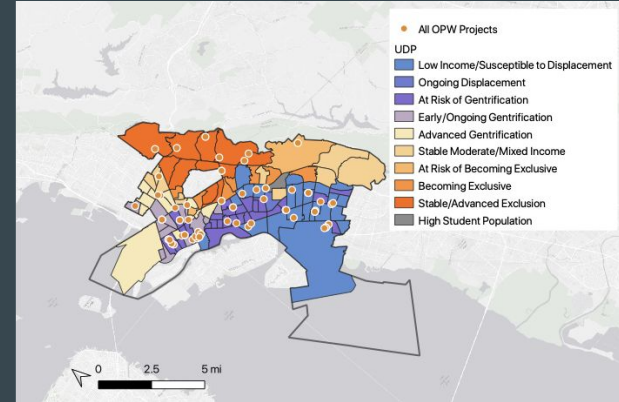 All OPW Projects
UDP
Low Income/Susceptible to Displacement
Ongoing Displacement
At Risk of Gentrification
Early/Ongoing Gentrification
Advanced Gentrification
Stable Moderate/Mixed Income
At Risk of Becoming Exclusive
Becoming Exclusive
Stable/Advanced Exclusion
High Student Population
0 2.5 5 mi